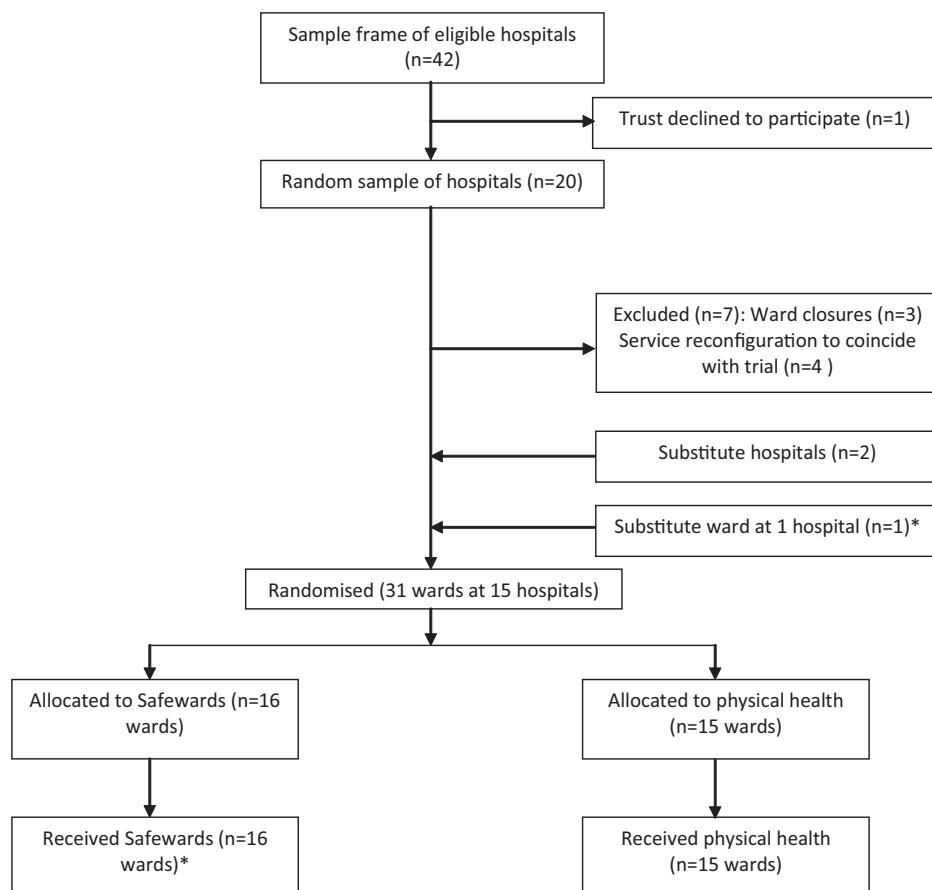 Sample frame of eligible hospitals
(n=42)
Trust declined to participate (n=1)
Random sample of hospitals (n=20)
Excluded (n=7): Ward closures (n=3)
Service reconfiguration to coincide
with trial (n=4 )
Substitute hospitals (n=2)
Substitute ward at 1 hospital (n=1)*
Randomised (31 wards at 15 hospitals)
Allocated to Safewards (n=16
wards)
Allocated to physical health
(n=15 wards)
Received Safewards (n=16
wards)*
Received physical health
(n=15 wards)